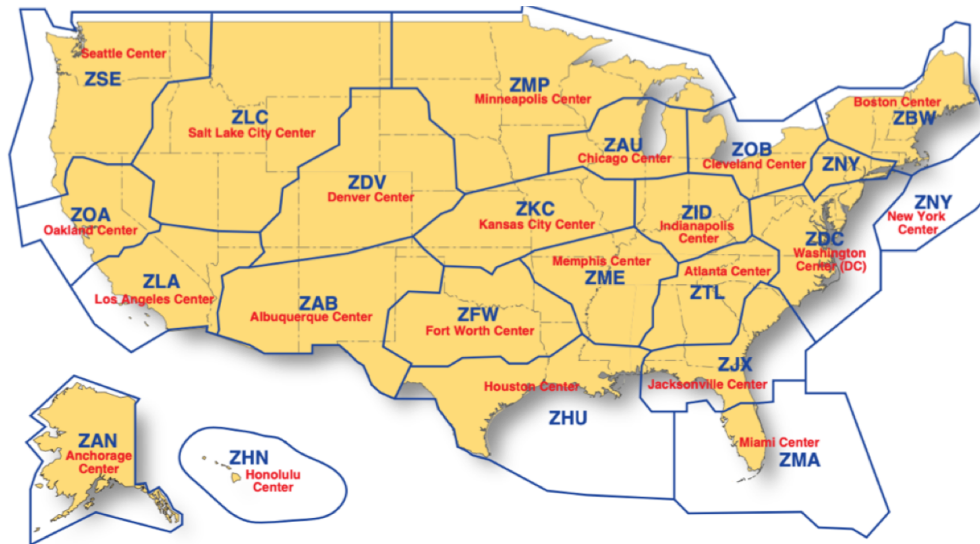 Seattle Center
ZSE
ZLC
Salt Lake City Center
ZMP
Minneapolis Center
Boston Center
ZBW
ZAU
Chicago Center
ZOB
Cleveland Center
ZNY
ZDV
Denver Center
ZOA
Oakland Center
ZKC
Kansas City Center
ZID
Indianapolis
Center
ZNY
New York
Center
ZDC
Washington
Center (DC)
ZLA
Los Angeles Center
Memphis Center
ZME
Atlanta Center
ZTL
ZAB
Albuquerque Center
ZFW
Fort Worth Center
ZJX
Jacksonville Center
Houston Center
ZHU
Miami Center
ZMA
ZAN
Anchorage
Center
ZHN
Honolulu
Center